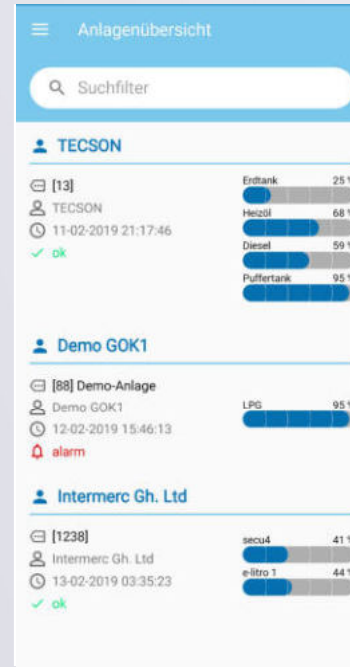 Anlagenübersicht
Suchfilter
TECSON
[13]
TECSON
11-02-2019 21:17:46
ok
Erdtank 25
Heizöl 68
Diesel 59
Puffertank 95
Demo GOK1
[88] Demo-Anlage
Demo GOK1
12-02-2019 15:46:13
alarm
LPG 95
Intermerc Gh. Ltd
[1238]
Intermerc Gh. Ltd
13-02-2019 03:35:23
ok
secu4 41
e-litro 1 44